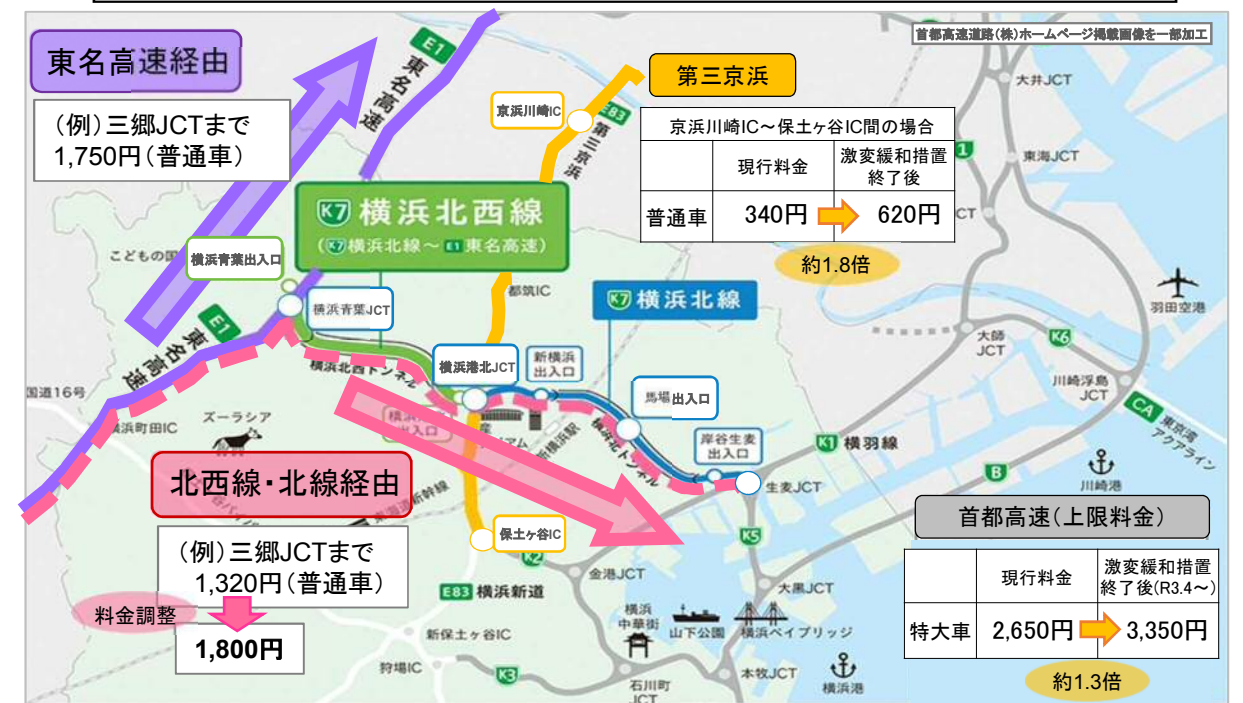 首都高速道路(株)ホームページ掲載画像を一部加工
東名高速経由
(例)三郷JCTまで
1,750円(普通車)
E1
東名高速
京浜川崎IC
E83
第三京浜
第三京浜
京浜川崎IC～保土ヶ谷IC間の場合
現行料金
激変緩和措置
終了後
普通車
340円
620円
約1.8倍
大井JCT
1
東海JCT
CT
羽田空港
K7 横浜北西線
(K7横浜北線～E1東名高速)
こどもの国
横浜青葉出入口
横浜青葉JCT
都筑IC
K7 横浜北線
E1
東名高速
横浜北西トンネル
横浜港北JCT
新横浜
出入口
馬場出入口
大師
JCT
K6
川崎浮島
JCT
CA
東京湾
アクアライン
国道16号
横浜町田IC
ズーラシア
出入口
新横浜駅
横浜北トンネル
岸谷生麦
出入口
K1 横羽線
生麦JCT
B
川崎港
北西線・北線経由
東海道新幹線
(例)三郷JCTまで
1,320円(普通車)
料金調整
1,800円
保土ヶ谷IC
K2
K5
金港JCT
大黒JCT
E83 横浜新道
新保土ヶ谷IC
狩場IC
K3
横浜
中華街
山下公園
横浜ベイブリッジ
石川町
JCT
本牧JCT
横浜港
首都高速(上限料金)
現行料金
激変緩和措置
終了後(R3.4～)
特大車
2,650円
3,350円
約1.3倍